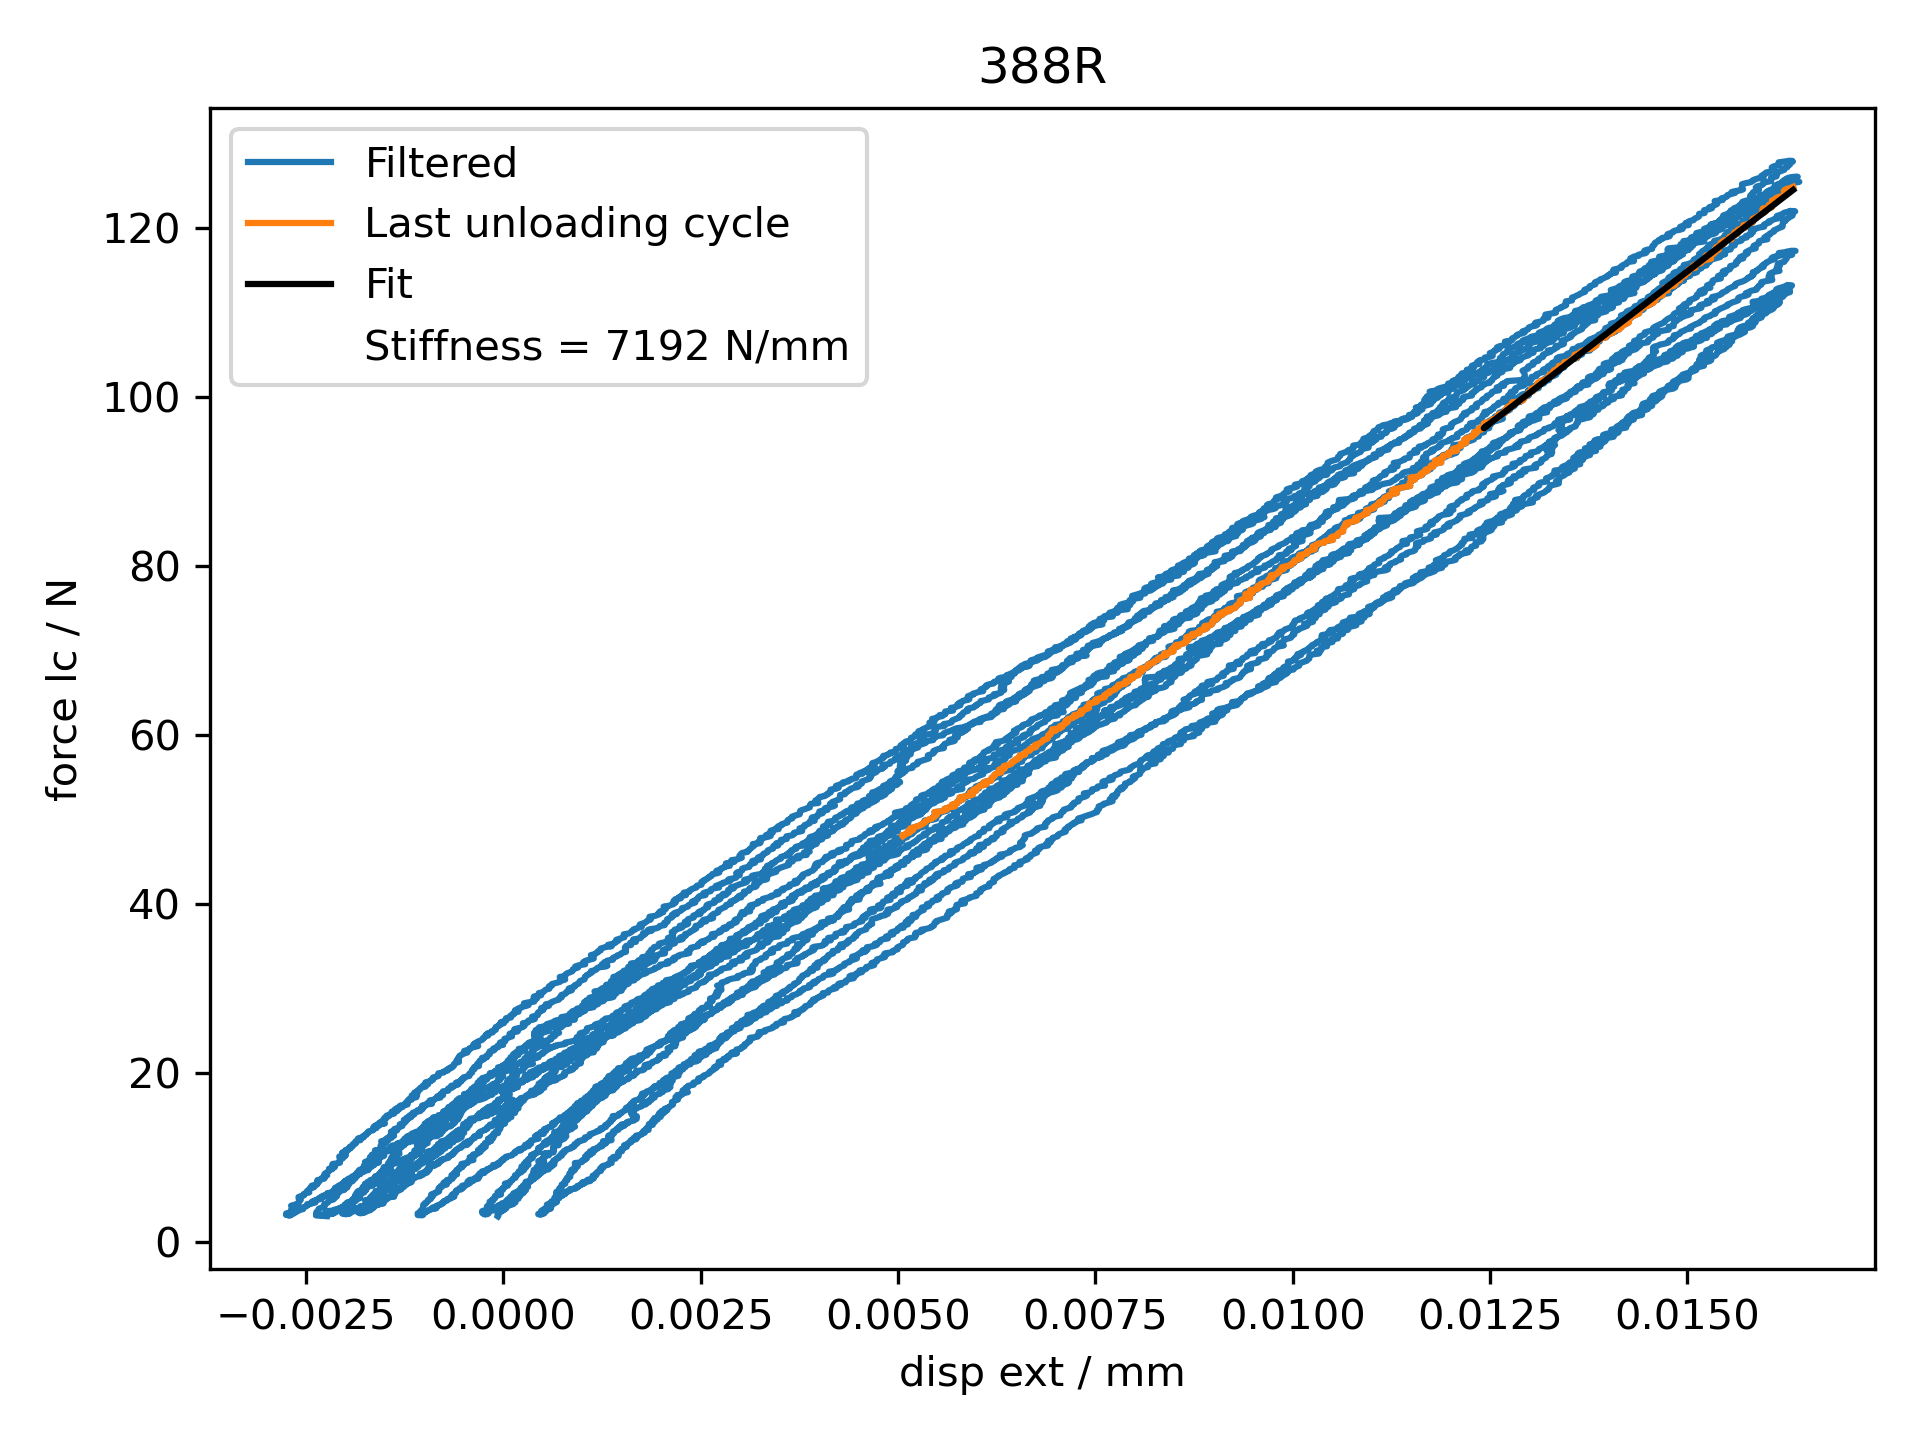 388R
Filtered
Last unloading cycle
Fit
Stiffness = 7192 N/mm
120
100
80
60
40
20
0
force lc / N
−0.0025 0.0000 0.0025 0.0050 0.0075 0.0100 0.0125 0.0150
disp ext / mm